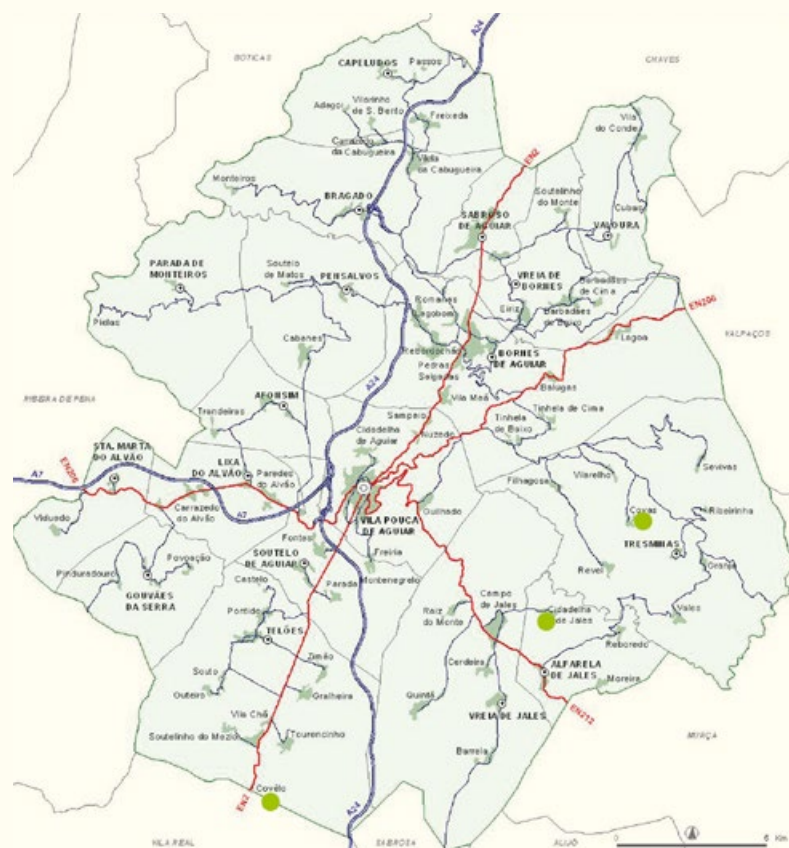 A24
BOTICAS
CHAVES
CAPELUDOS
Passos
Adagoi
Vilarinho
de S. Bento
Freixeda
Vila
do Conde
Carrazedo
da Cabugueira
Vilela
da Cabugueira
EN2
Monteiros
BRAGADO
Soutelinho
do Monte
Cubas
SABROSO
DE AGUIAR
VALOURA
PARADA DE
MONTEIROS
Soutelo
de Matos
PENSALVOS
VREIA DE
BORNES
Barbadães
de Cima
Romanas
Lagobom
Eiriz
Barbadães
de Baixo
EN206
Pielas
Cabanes
Lagoa
VALPAÇOS
Rebordochão
BORNES
DE AGUIAR
Pedras
Salgadas
A24
Balugas
RIBEIRA DE PENA
AFONSIM
Vila Meã
Trandeiras
Sampaio
Tinhela de Cima
Cidadelha
de Aguiar
Nuzedo
Tinhela
de Baixo
STA. MARTA
DO ALVÃO
LIXA
DO ALVÃO
Paredes
do Alvão
EN206
A7
Filhagosa
Vilarelho
Sevivas
Carrazedo
do Alvão
Guilhado
Covas
Ribeirinha
Viduedo
A7
VILA POUCA
DE AGUIAR
Fontes
TRESMINAS
Povoação
SOUTELO
DE AGUIAR
Freiria
Montenegrelo
Pinduradouro
Revel
Granja
GOUVÃES
DA SERRA
Castelo
Parada
Campo
de Jales
Portido
Raiz
do Monte
Cidadelha
de Jales
Vales
TELÕES
Reboredo
Zimão
Cerdeira
ALFARELA
DE JALES
Souto
Moreira
Outeiro
Gralheira
Quintã
VREIA DE JALES
EN212
Vila Chã
Soutelinho do Mezio
Tourencinho
MURÇA
Barrela
Covêlo
EN2
A24
VILA REAL
SABROSA
ALIJÓ
0 6 Km